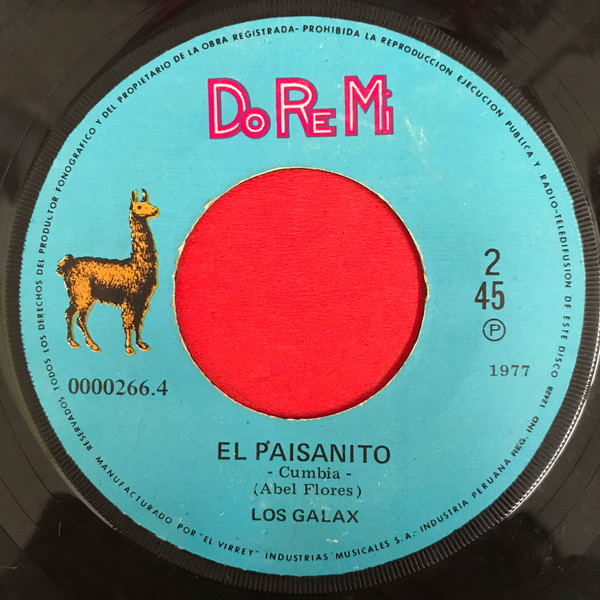 RESERVADOS TODOS LOS DERECHOS DEL PRODUCTOR FONOGRAFICO Y DEL PROPIETARIO DE LA OBRA REGISTRADA- PROHIBIDA LA REPRODUCCION EJECUCION PUBLICA Y RADIO-TELEDIFUSION DE ESTE DISCO
DoReMi
2
45
Ⓟ
1977
0000266.4
EL PAISANITO
- Cumbia -
(Abel Flores)
LOS GALAX
MANUFACTURADO POR "EL VIRREY" INDUSTRIAS MUSICALES S.A.- INDUSTRIA PERUANA REG. IND 12428